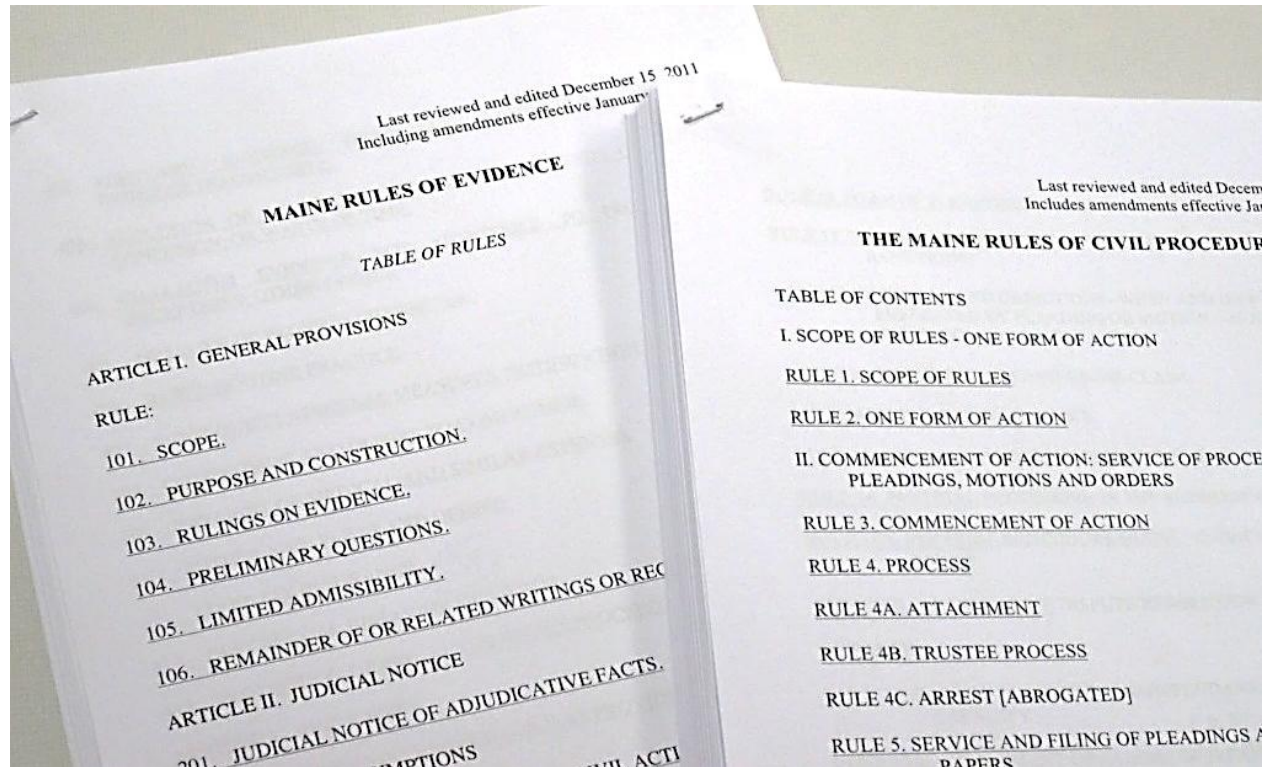 Last reviewed and edited December 15 2011
Including amendments effective January
MAINE RULES OF EVIDENCE
TABLE OF RULES
ARTICLE I. GENERAL PROVISIONS
RULE:
101. SCOPE.
102. PURPOSE AND CONSTRUCTION.
103. RULINGS ON EVIDENCE.
104. PRELIMINARY QUESTIONS.
105. LIMITED ADMISSIBILITY.
106. REMAINDER OF OR RELATED WRITINGS OR REC
ARTICLE II. JUDICIAL NOTICE
201. JUDICIAL NOTICE OF ADJUDICATIVE FACTS.
MPTIONS
VIL ACTI
Last reviewed and edited Decem
Includes amendments effective Jan
THE MAINE RULES OF CIVIL PROCEDUR
TABLE OF CONTENTS
I. SCOPE OF RULES - ONE FORM OF ACTION
RULE 1. SCOPE OF RULES
RULE 2. ONE FORM OF ACTION
II. COMMENCEMENT OF ACTION: SERVICE OF PROCE
PLEADINGS, MOTIONS AND ORDERS
RULE 3. COMMENCEMENT OF ACTION
RULE 4. PROCESS
RULE 4A. ATTACHMENT
RULE 4B. TRUSTEE PROCESS
RULE 4C. ARREST [ABROGATED]
RULE 5. SERVICE AND FILING OF PLEADINGS A
PAPERS